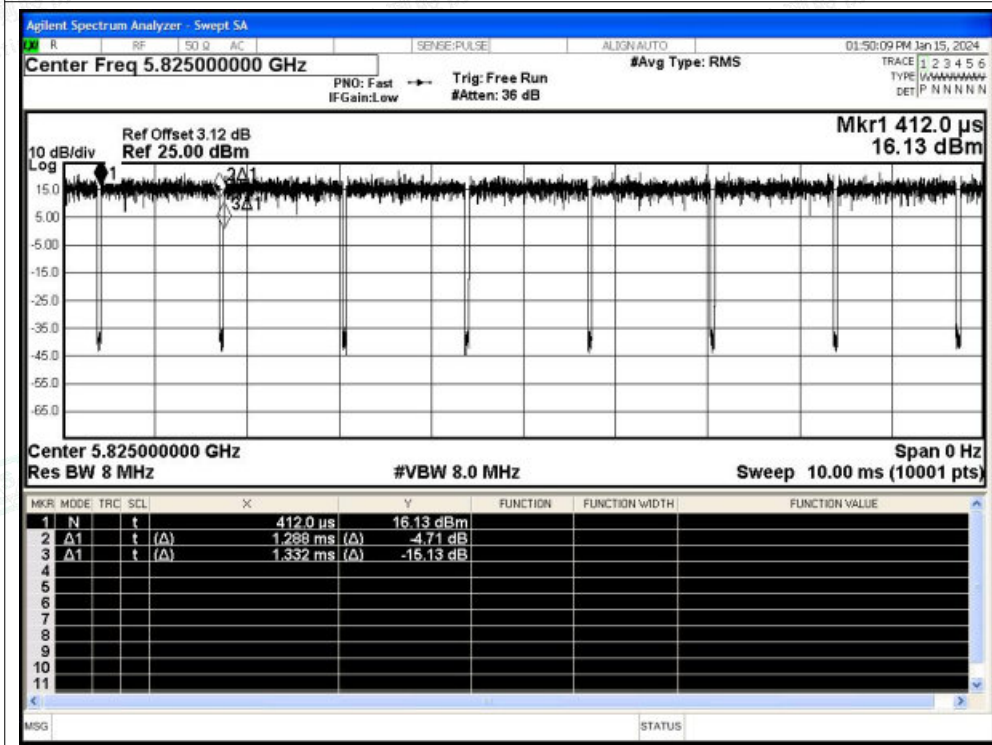 Agilent Spectrum Analyzer - Swept SA
R RF 50 Ω AC SENSE:PULSE ALIGN AUTO 01:50:09 PM Jan 15, 2024
Center Freq 5.825000000 GHz #Avg Type: RMS TRACE 1 2 3 4 5 6
PNO: Fast Trig: Free Run TYPE
IFGain:Low #Atten: 36 dB DET P N N N N N
Mkr1 412.0 µs
Ref Offset 3.12 dB
10 dB/div Ref 25.00 dBm 16.13 dBm
Log
1 2Δ1
15.0
3Δ1
5.00
-5.00
-15.0
-25.0
-35.0
-45.0
-55.0
-65.0
Center 5.825000000 GHz Span 0 Hz
Res BW 8 MHz #VBW 8.0 MHz Sweep 10.00 ms (10001 pts)
MKR MODE TRC SCL X Y FUNCTION FUNCTION WIDTH FUNCTION VALUE
1 N t 412.0 µs 16.13 dBm
2 Δ1 t (Δ) 1.288 ms (Δ) -4.71 dB
3 Δ1 t (Δ) 1.332 ms (Δ) -15.13 dB
4
5
6
7
8
9
10
11
MSG STATUS